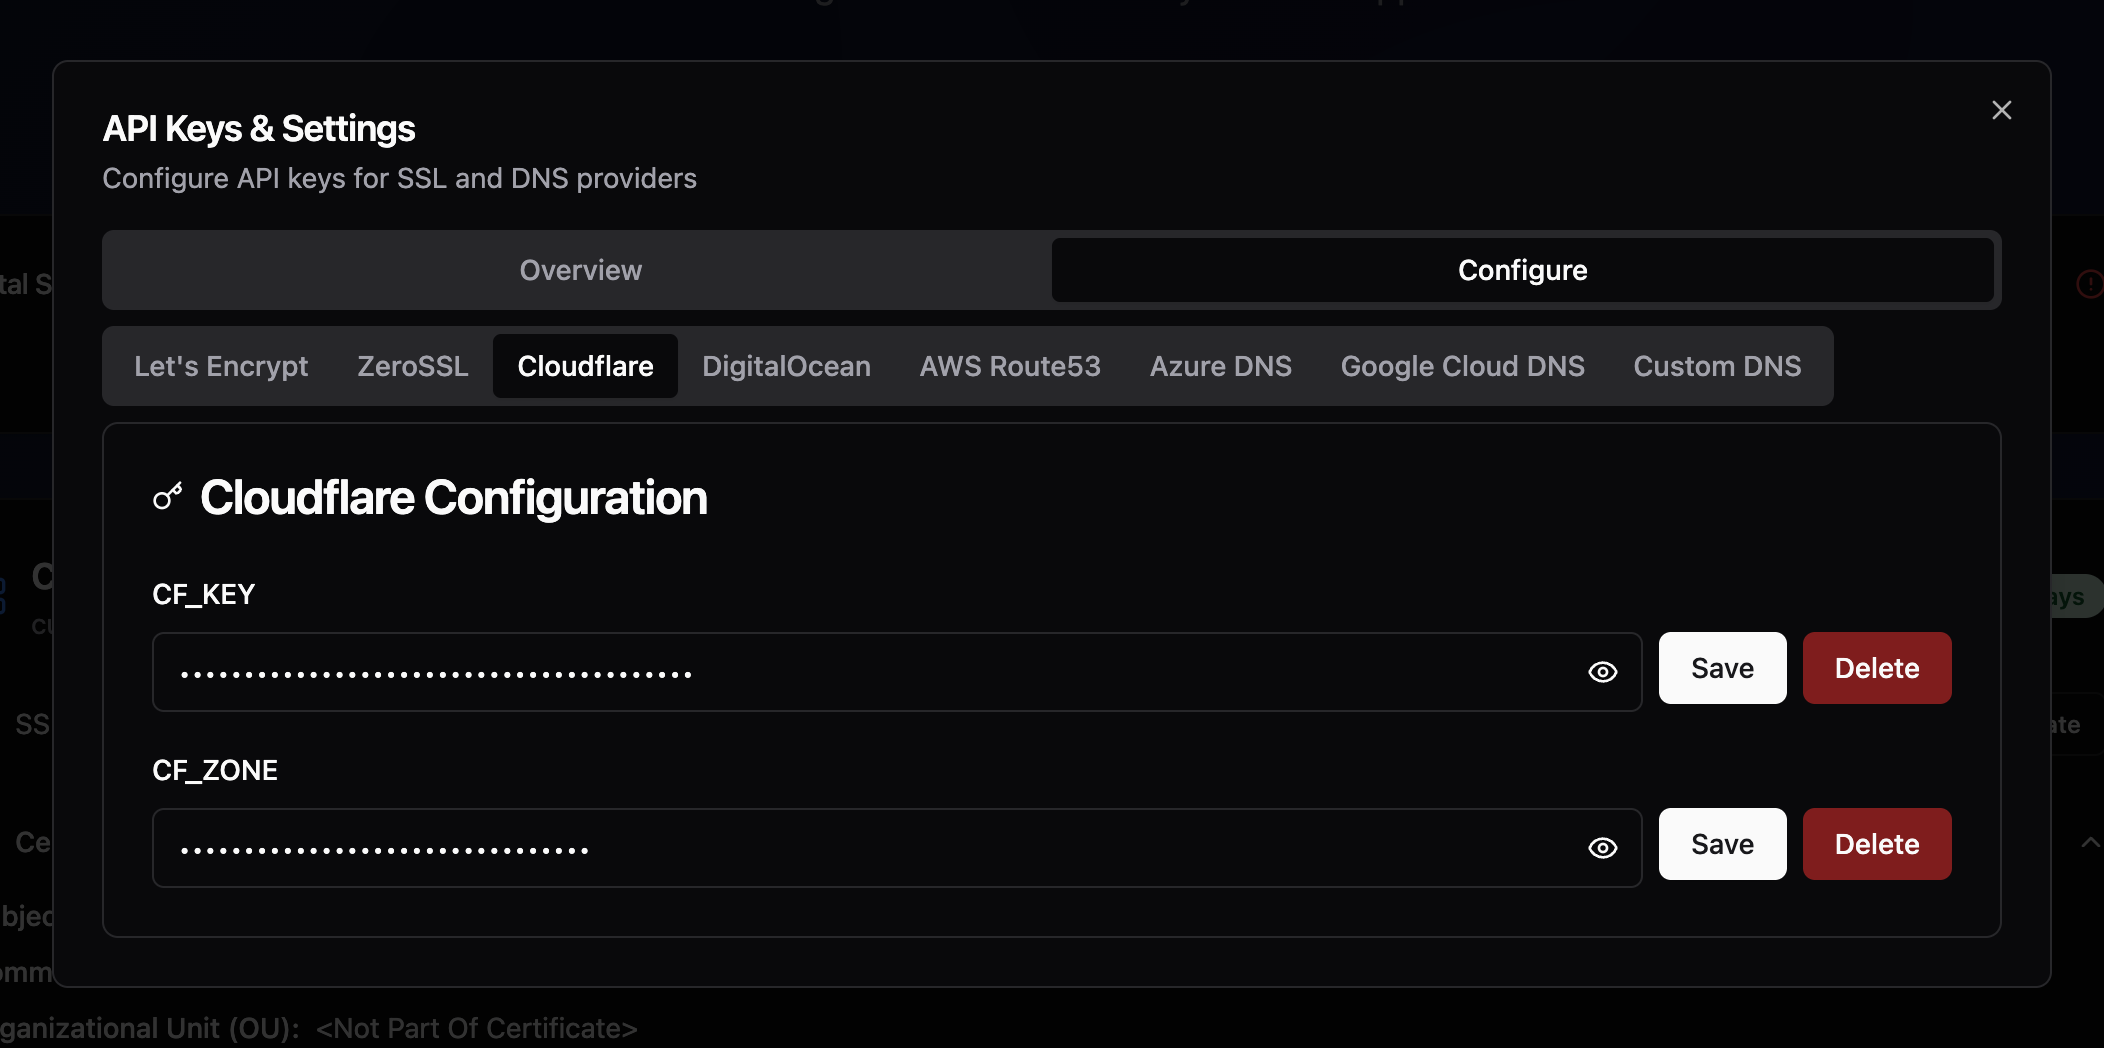 API Keys & Settings
Configure API keys for SSL and DNS providers
Overview
Configure
Let's Encrypt
ZeroSSL
Cloudflare
DigitalOcean
AWS Route53
Azure DNS
Google Cloud DNS
Custom DNS
Cloudflare Configuration
CF_KEY
Save
Delete
CF_ZONE
Save
Delete
ganizational Unit (OU): <Not Part Of Certificate>